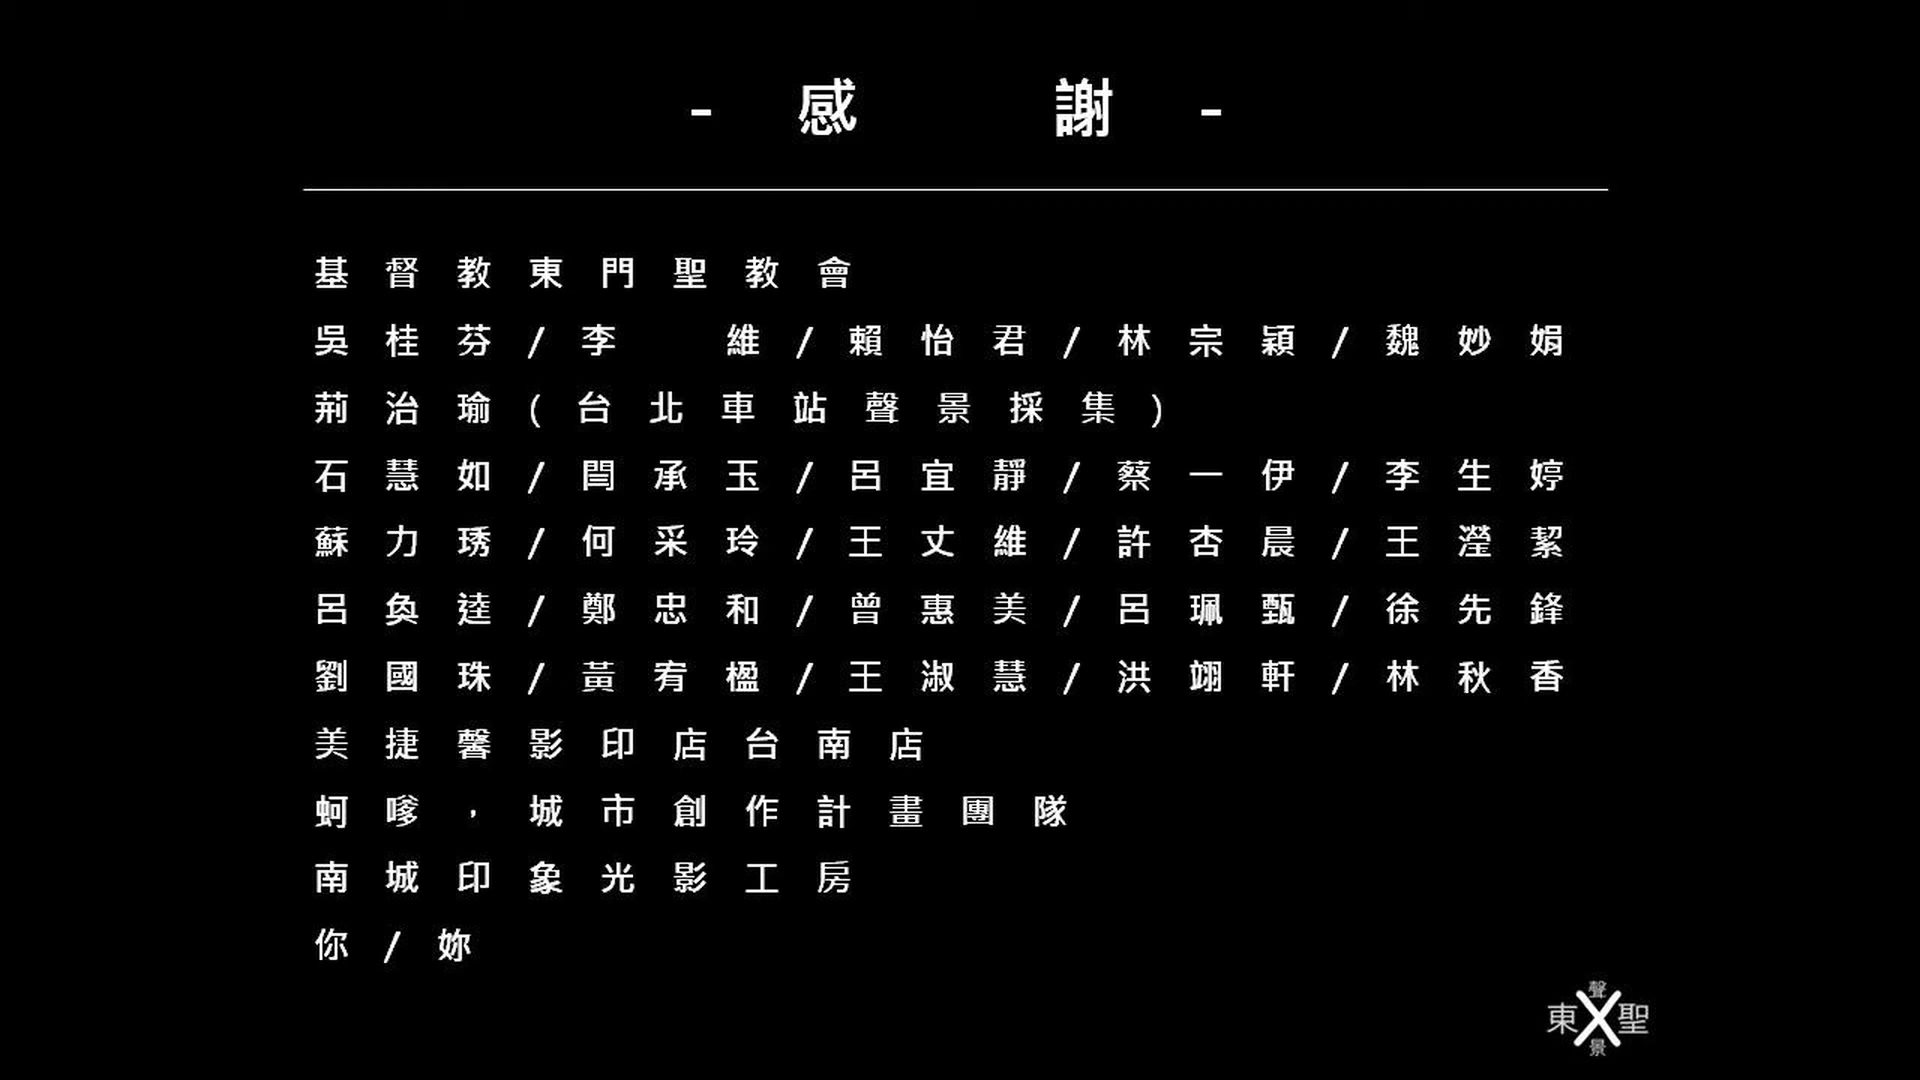 - 感 謝 -
基督教東門聖教會
吳桂芬/李 維/賴怡君/林宗穎/魏妙娟
荊治瑜(台北車站聲景採集)
石慧如/閆承玉/呂宜靜/蔡一伊/李生婷
蘇力琇/何采玲/王丈維/許杏晨/王瀅絜
呂奐逵/鄭忠和/曾惠美/呂珮甄/徐先鋒
劉國珠/黃宥楹/王淑慧/洪翊軒/林秋香
美捷馨影印店台南店
蚵嗲，城市創作計畫團隊
南城印象光影工房
你/妳
聲
東X聖
景